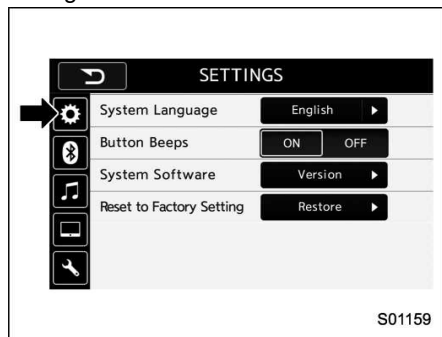 SETTINGS
System Language English
Button Beeps ON OFF
System Software Version
Reset to Factory Setting Restore
S01159